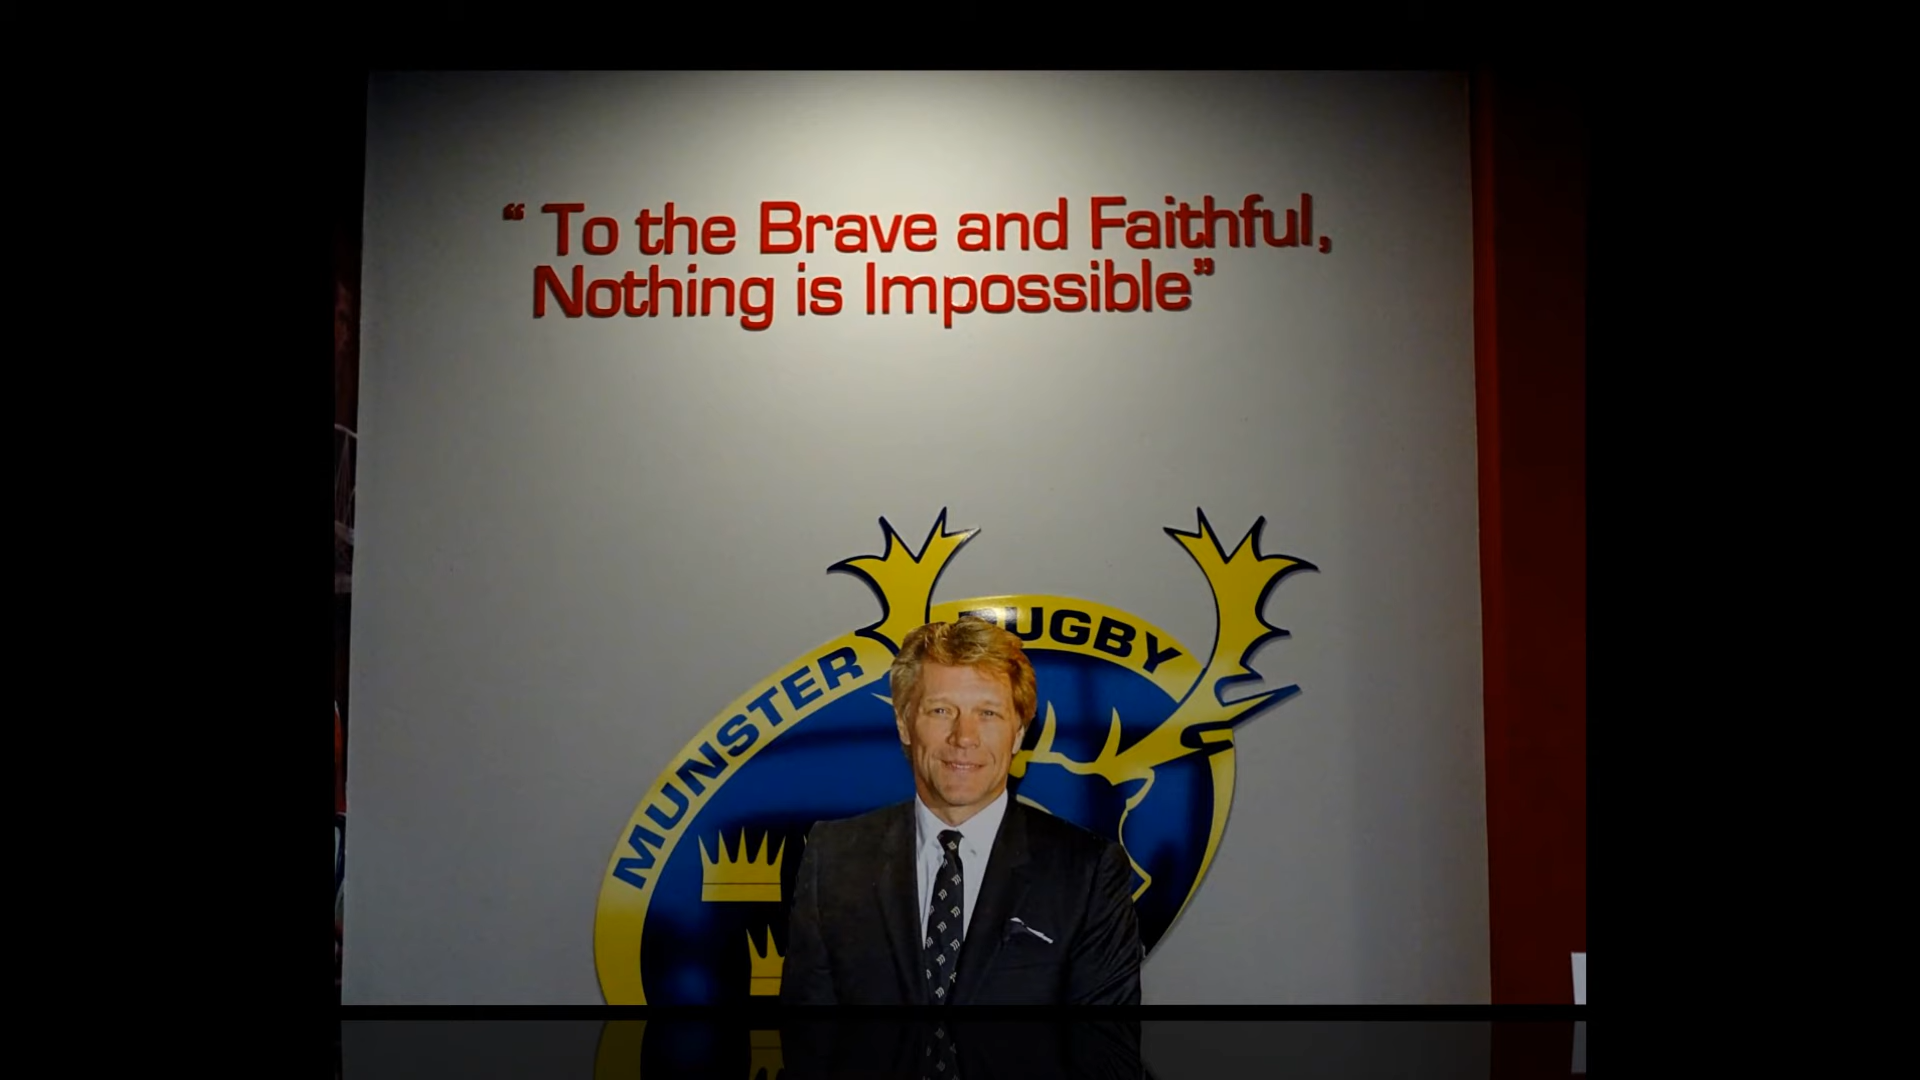 “ To the Brave and Faithful,
Nothing is Impossible”
MUNSTER RUGBY